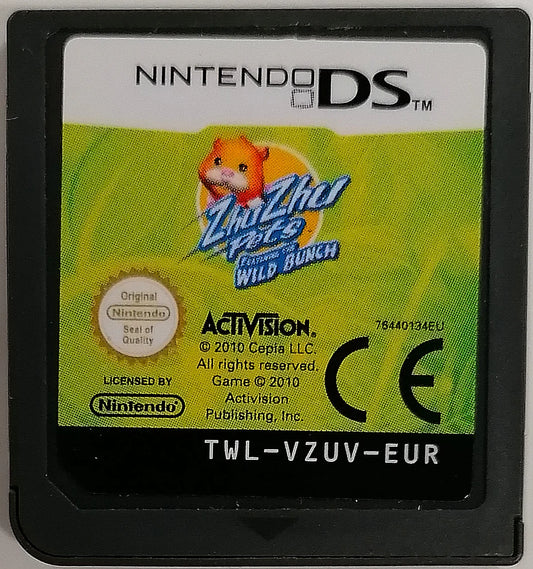 NINTENDO DS™
ZhuZhu
Pets
FEATURING THE
WILD BUNCH
Original
Nintendo
Seal of
Quality
ACTIVISION.
76440134EU
© 2010 Cepia LLC.
All rights reserved.
Game © 2010
Activision
Publishing, Inc.
CE
LICENSED BY
Nintendo
TWL-VZUV-EUR